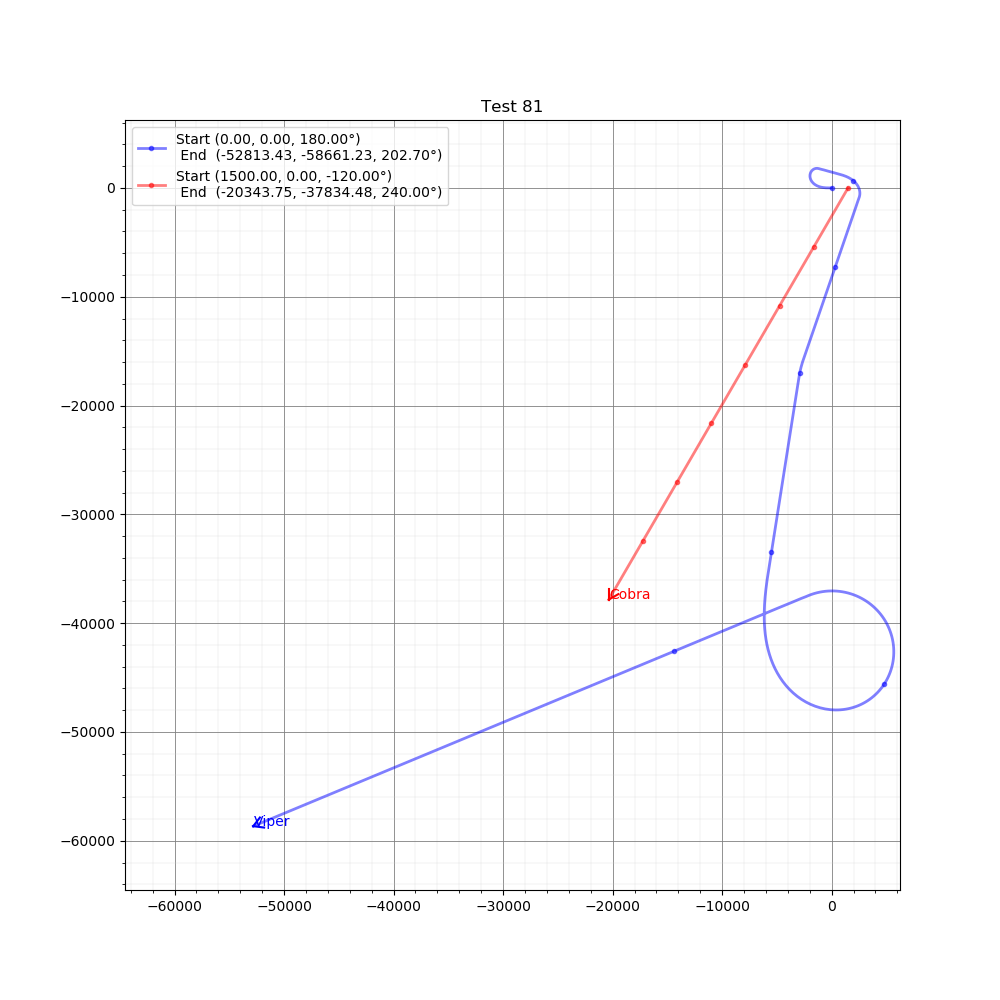 Test 81
Start (0.00, 0.00, 180.00°)
End (-52813.43, -58661.23, 202.70°)
Start (1500.00, 0.00, -120.00°)
End (-20343.75, -37834.48, 240.00°)
0
−10000
−20000
−30000
−40000
−50000
−60000
Cobra
Viper
−60000 −50000 −40000 −30000 −20000 −10000 0